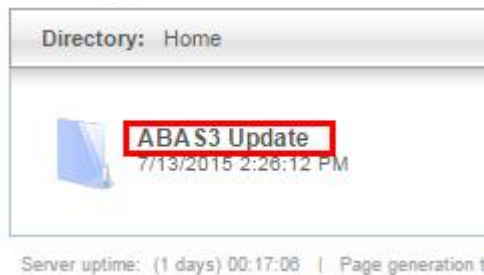 Directory: Home
ABAS3 Update
7/13/2015 2:26:12 PM
Server uptime: (1 days) 00:17:06 | Page generation